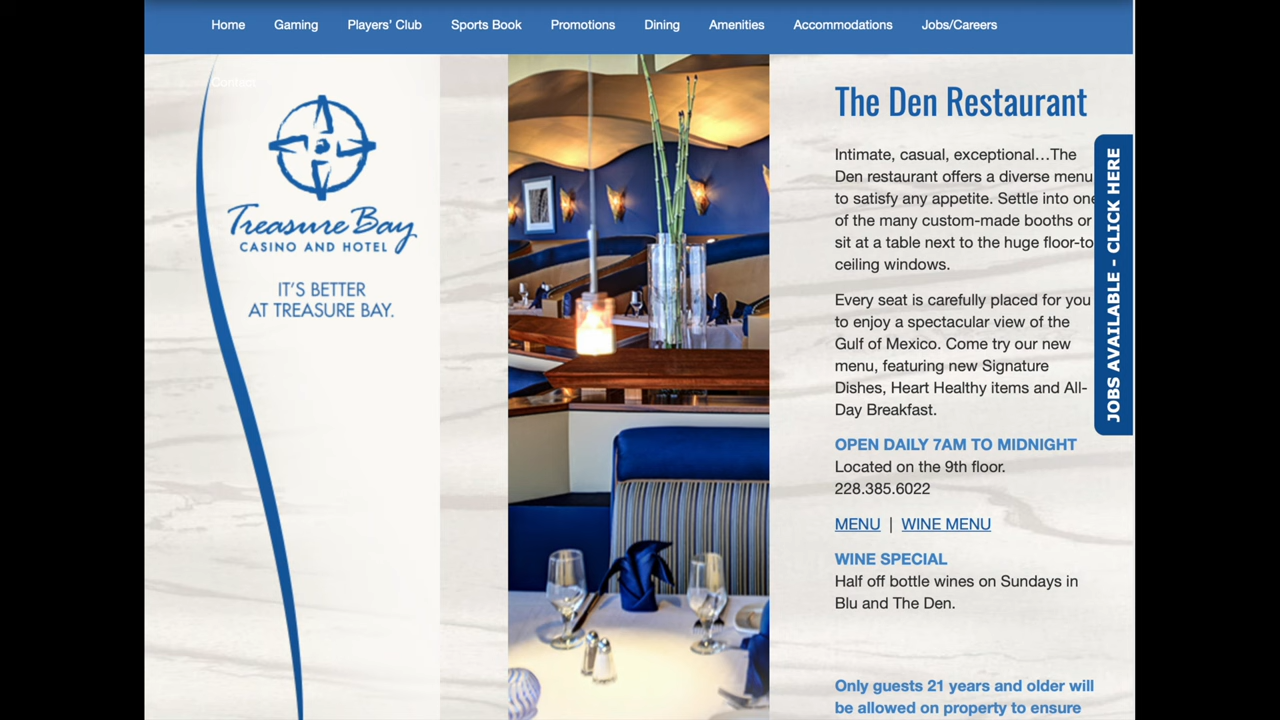 Home Gaming Players' Club Sports Book Promotions Dining Amenities Accommodations Jobs/Careers
Contact
Treasure Bay
CASINO AND HOTEL
IT'S BETTER
AT TREASURE BAY.
The Den Restaurant
Intimate, casual, exceptional…The
Den restaurant offers a diverse menu
to satisfy any appetite. Settle into one
of the many custom-made booths or
sit at a table next to the huge floor-to
ceiling windows.
Every seat is carefully placed for you
to enjoy a spectacular view of the
Gulf of Mexico. Come try our new
menu, featuring new Signature
Dishes, Heart Healthy items and All-
Day Breakfast.
OPEN DAILY 7AM TO MIDNIGHT
Located on the 9th floor.
228.385.6022
MENU | WINE MENU
WINE SPECIAL
Half off bottle wines on Sundays in
Blu and The Den.
Only guests 21 years and older will
be allowed on property to ensure
JOBS AVAILABLE - CLICK HERE